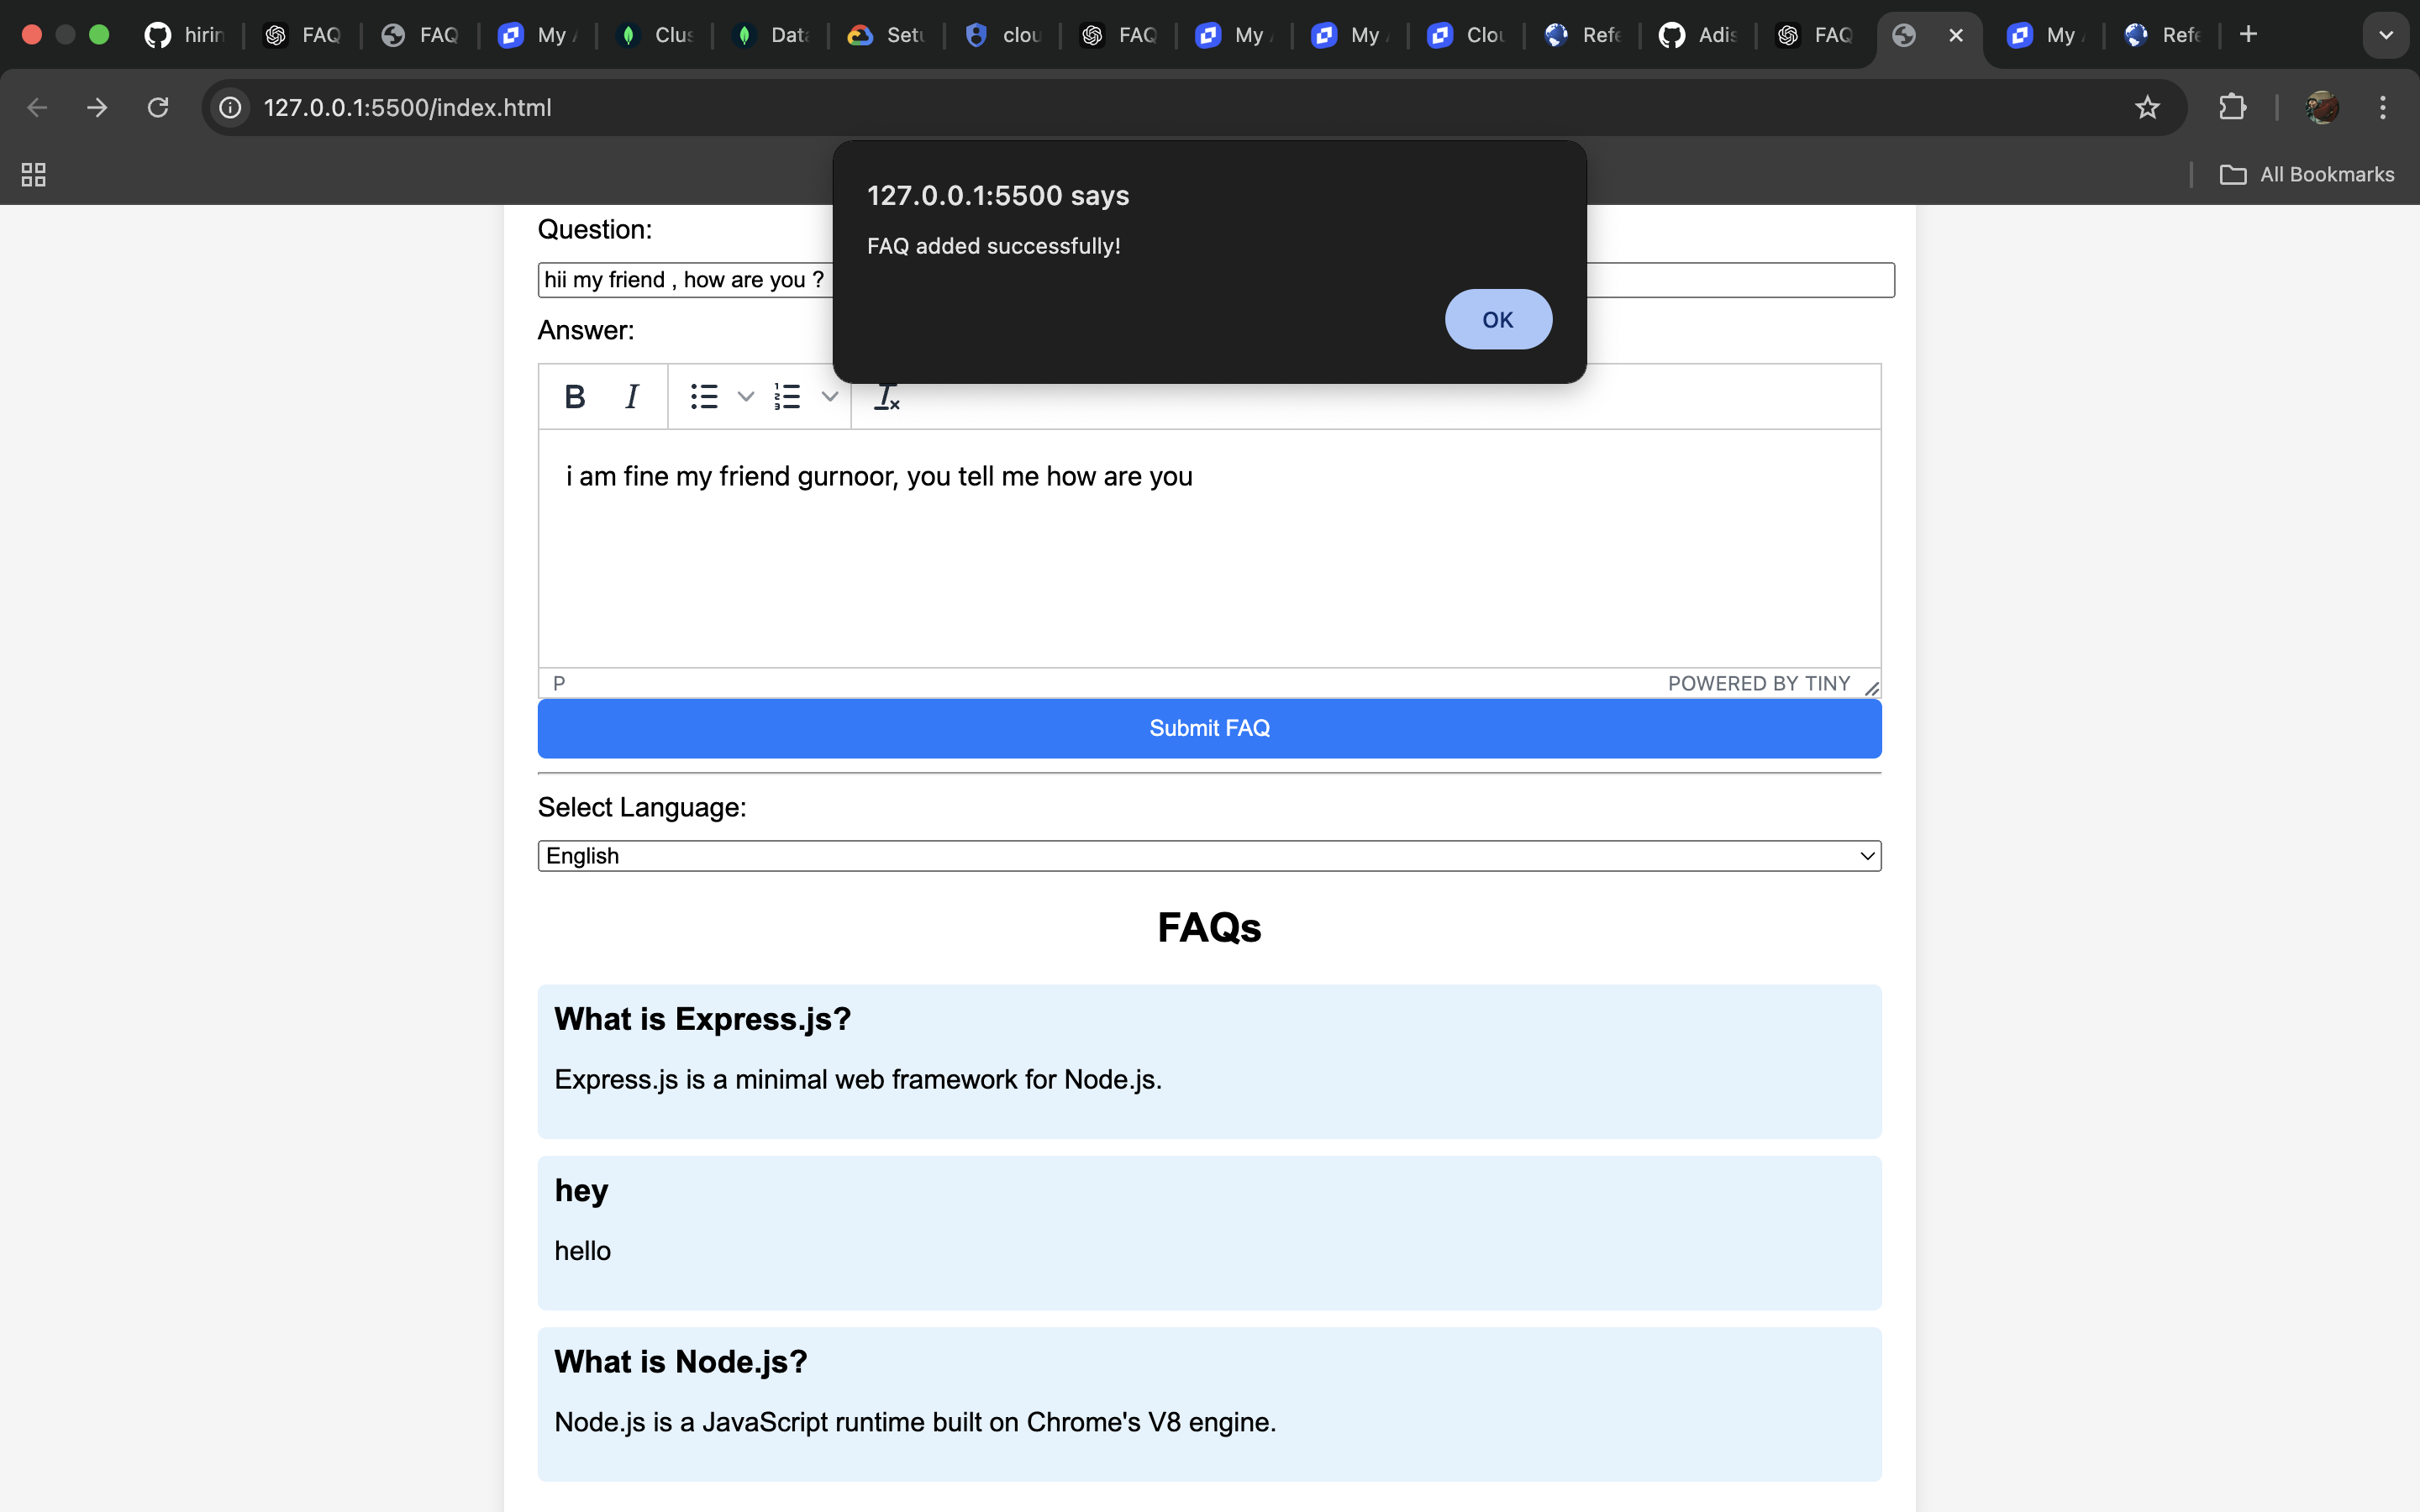 hirin FAQ FAQ My Clus Data Setu clou FAQ My My Clou Refe Adis FAQ My Refe
127.0.0.1:5500/index.html
All Bookmarks
127.0.0.1:5500 says
FAQ added successfully!
OK
Question:
hii my friend , how are you ?
Answer:
B I
i am fine my friend gurnoor, you tell me how are you
P POWERED BY TINY
Submit FAQ
Select Language:
English
FAQs
What is Express.js?
Express.js is a minimal web framework for Node.js.
hey
hello
What is Node.js?
Node.js is a JavaScript runtime built on Chrome's V8 engine.